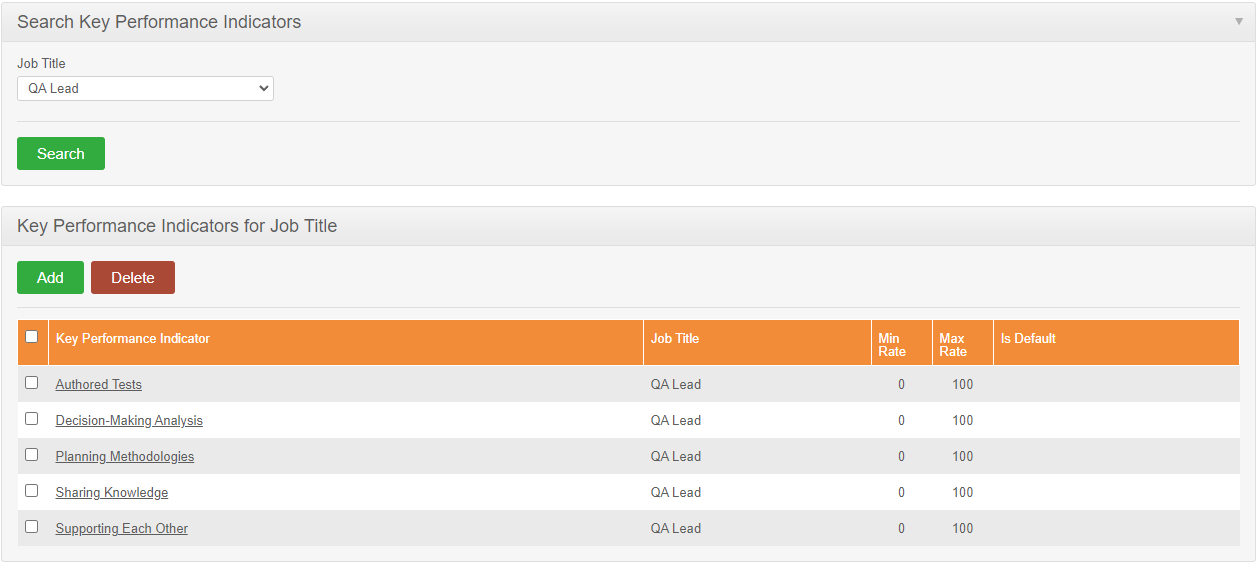 Search Key Performance Indicators
Job Title
QA Lead
Search
Key Performance Indicators for Job Title
Add Delete
Key Performance Indicator Job Title Min Rate Max Rate Is Default
Authored Tests QA Lead 0 100
Decision-Making Analysis QA Lead 0 100
Planning Methodologies QA Lead 0 100
Sharing Knowledge QA Lead 0 100
Supporting Each Other QA Lead 0 100